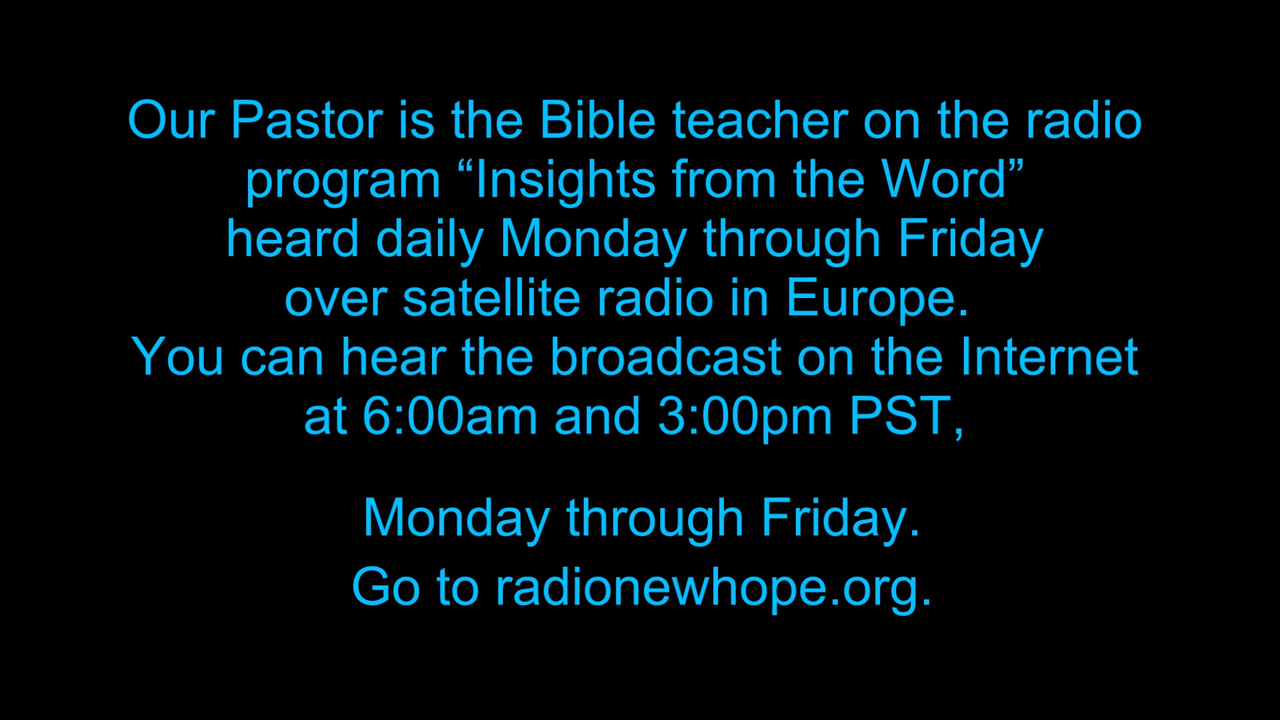 Our Pastor is the Bible teacher on the radio
program “Insights from the Word”
heard daily Monday through Friday
over satellite radio in Europe.
You can hear the broadcast on the Internet
at 6:00am and 3:00pm PST,
Monday through Friday.
Go to radionewhope.org.